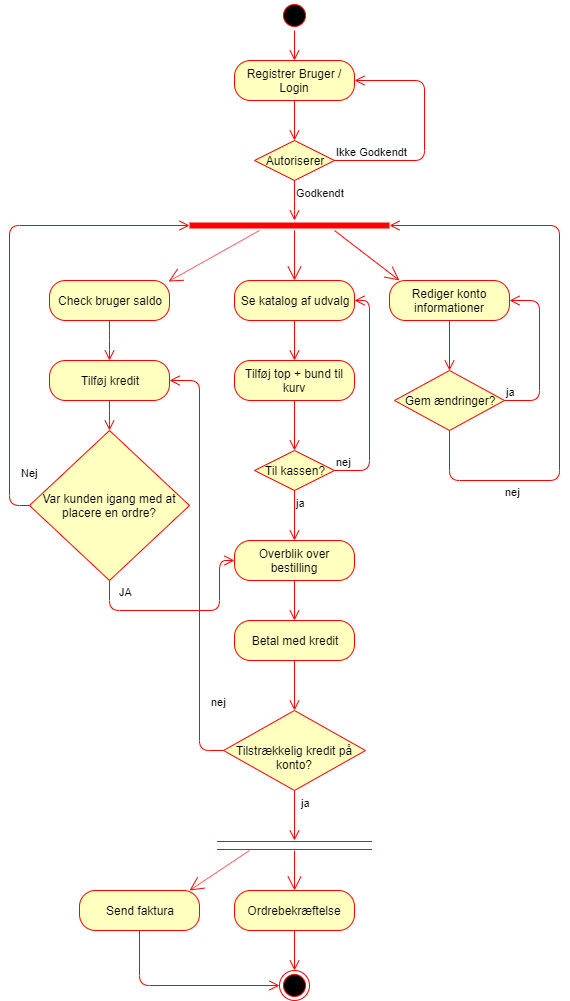 Registrer Bruger /
Login
Autoriserer
Ikke Godkendt
Godkendt
Check bruger saldo
Se katalog af udvalg
Rediger konto
informationer
Tilføj kredit
Tilføj top + bund til
kurv
Gem ændringer?
ja
nej
Til kassen?
nej
ja
Nej
Var kunden igang med at
placere en ordre?
JA
Overblik over
bestilling
Betal med kredit
nej
Tilstrækkelig kredit på
konto?
ja
Send faktura
Ordrebekræftelse